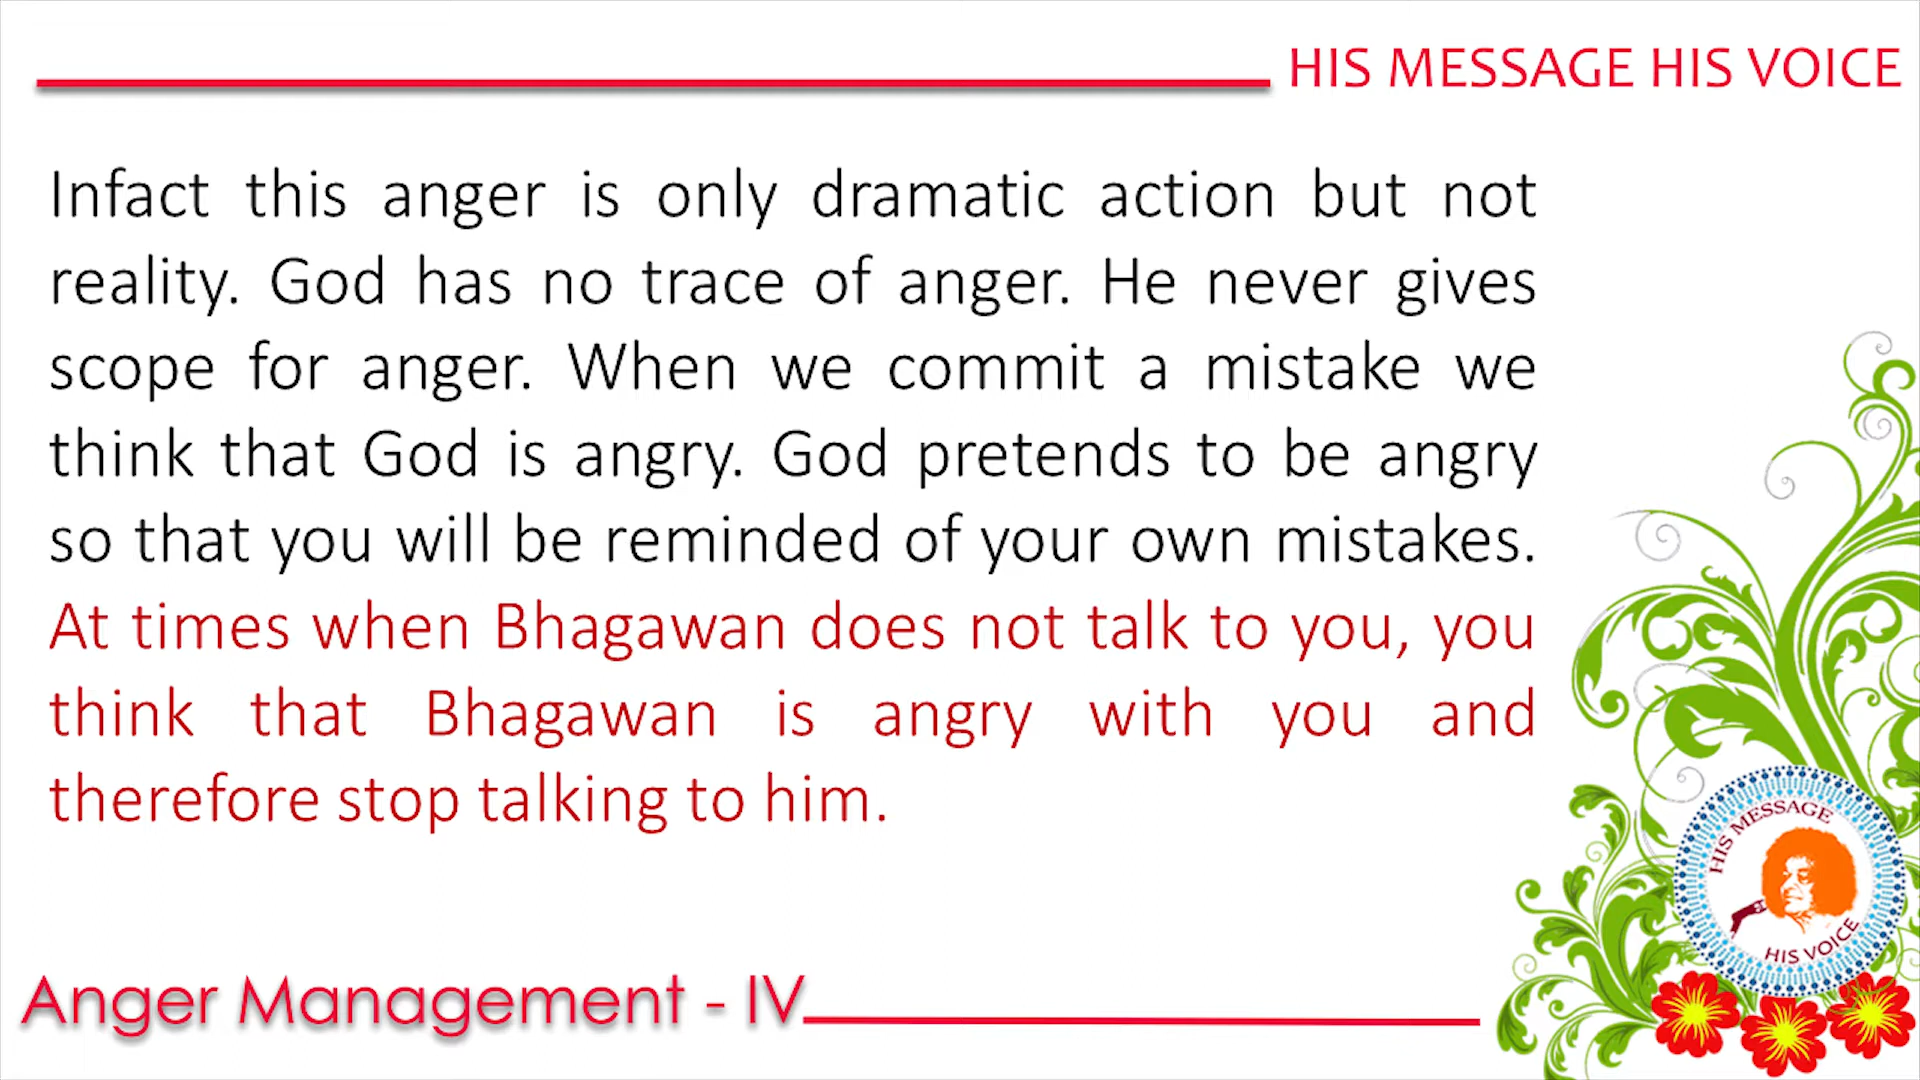 HIS MESSAGE HIS VOICE
Infact this anger is only dramatic action but not
reality. God has no trace of anger. He never gives
scope for anger. When we commit a mistake we
think that God is angry. God pretends to be angry
so that you will be reminded of your own mistakes.
At times when Bhagawan does not talk to you, you
think that Bhagawan is angry with you and
therefore stop talking to him.
HIS MESSAGE
HIS VOICE
Anger Management - IV